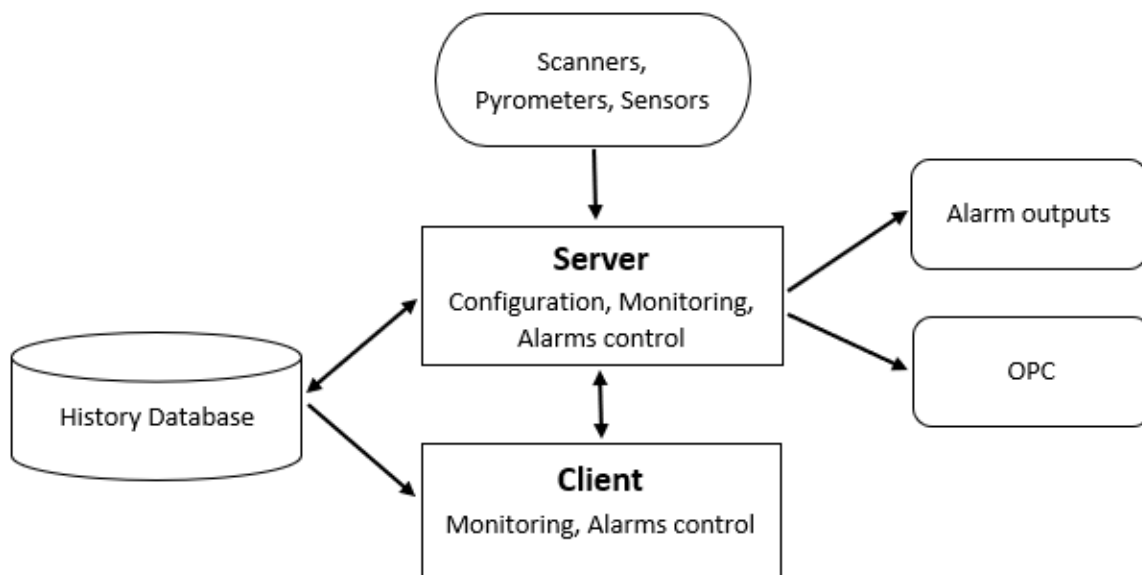 Scanners,
Pyrometers, Sensors
Alarm outputs
Server
Configuration, Monitoring,
Alarms control
OPC
History Database
Client
Monitoring, Alarms control